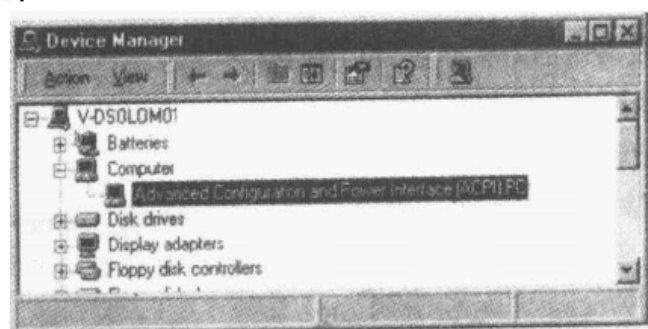 Device Manager
Action View
V-DS0LOM01
Batteries
Computer
Advanced Configuration and Power Interface (ACPI) PC
Disk drives
Display adapters
Floppy disk controllers